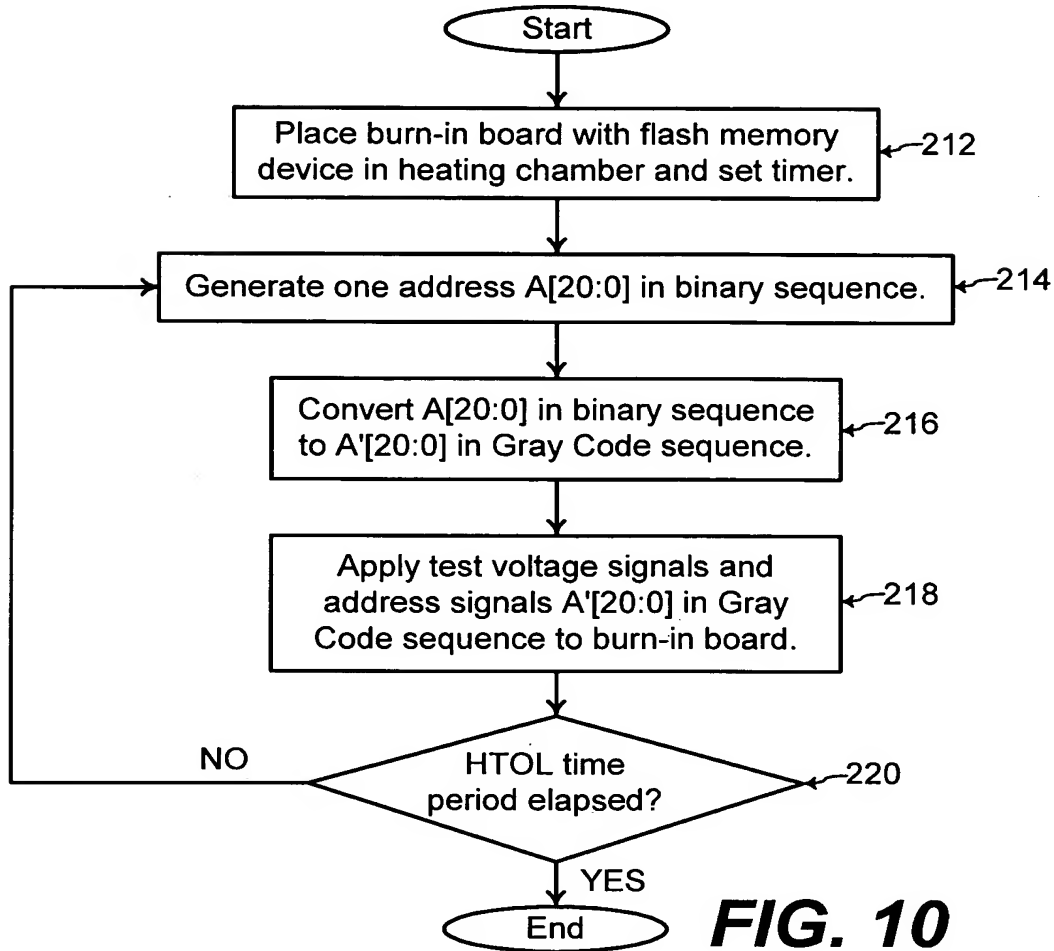 Start
Place burn-in board with flash memory
device in heating chamber and set timer.
212
Generate one address A[20:0] in binary sequence.
214
Convert A[20:0] in binary sequence
to A'[20:0] in Gray Code sequence.
216
Apply test voltage signals and
address signals A'[20:0] in Gray
Code sequence to burn-in board.
218
NO
HTOL time
period elapsed?
220
YES
End
FIG. 10